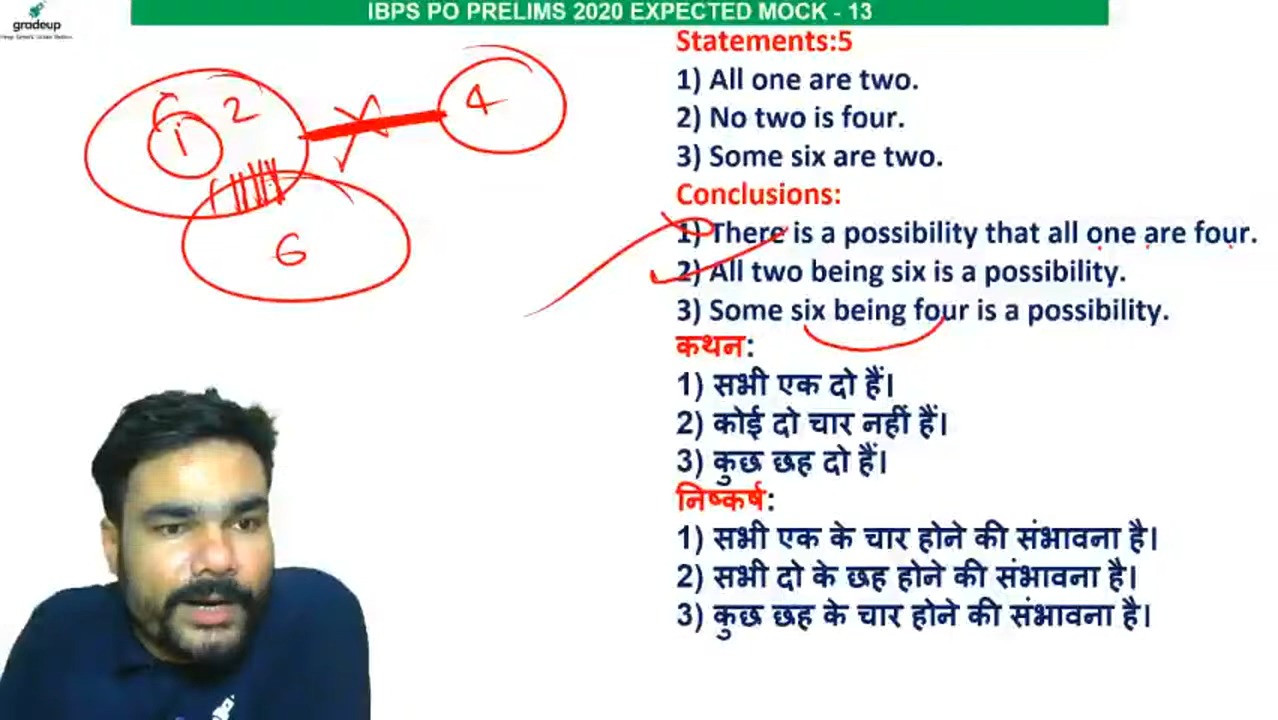 gradeup
IBPS PO PRELIMS 2020 EXPECTED MOCK - 13
Statements:5
1) All one are two.
2) No two is four.
3) Some six are two.
Conclusions:
1) There is a possibility that all one are four.
2) All two being six is a possibility.
3) Some six being four is a possibility.
कथन:
1) सभी एक दो हैं।
2) कोई दो चार नहीं हैं।
3) कुछ छह दो हैं।
निष्कर्ष:
1) सभी एक के चार होने की संभावना है।
2) सभी दो के छह होने की संभावना है।
3) कुछ छह के चार होने की संभावना है।
1
2
4
6